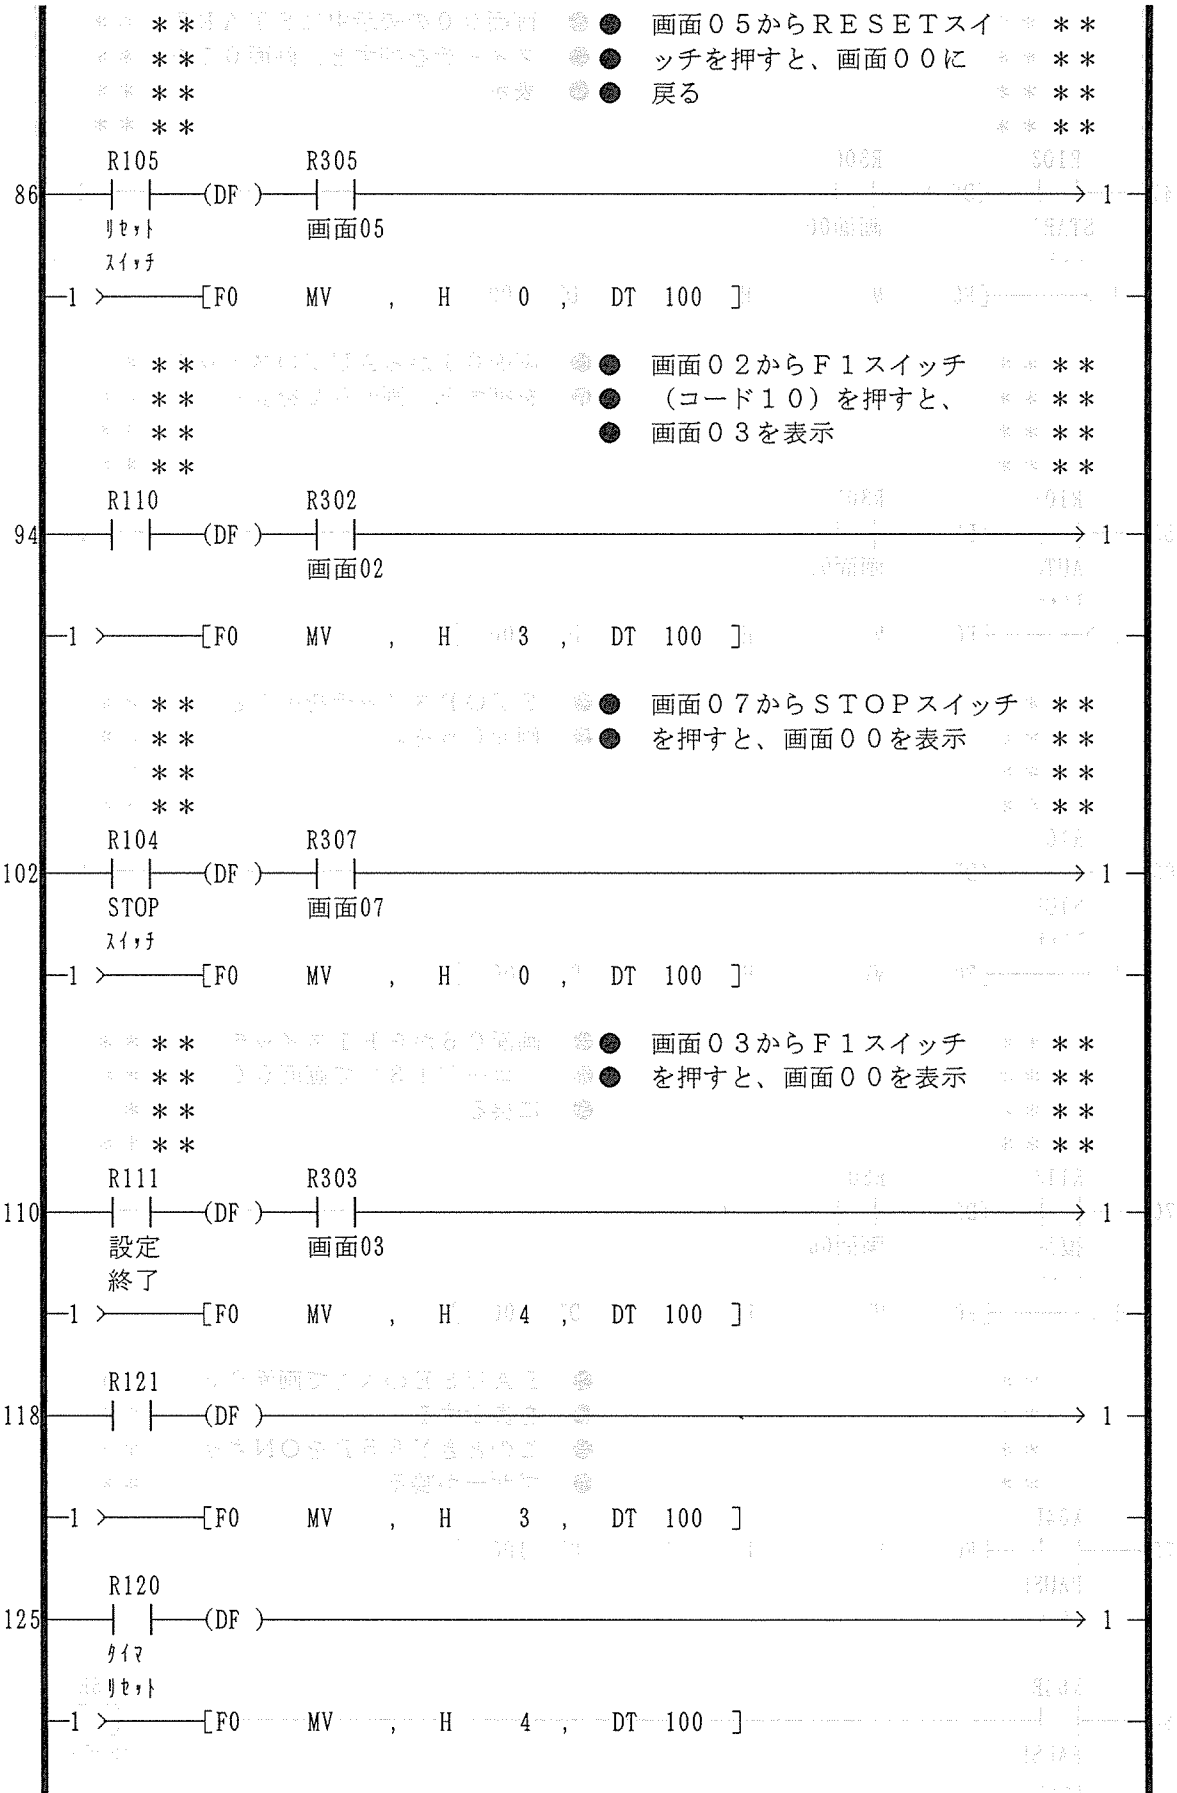 ** ● 画面05からRESETスイ **
** ● ッチを押すと、画面00に **
** ● 戻る **
** **
R105 R305
86 (DF ) 1
リセット 画面05
スイッチ
1 [F0 MV , H 0 , DT 100 ]
** ● 画面02からF1スイッチ **
** ● (コード10)を押すと、 **
** ● 画面03を表示 **
** **
R110 R302
94 (DF ) 1
画面02
1 [F0 MV , H 3 , DT 100 ]
** ● 画面07からSTOPスイッチ **
** ● を押すと、画面00を表示 **
** **
** **
R104 R307
102 (DF ) 1
STOP 画面07
スイッチ
1 [F0 MV , H 0 , DT 100 ]
** ● 画面03からF1スイッチ **
** ● を押すと、画面00を表示 **
** **
** **
R111 R303
110 (DF ) 1
設定 画面03
終了
1 [F0 MV , H 4 , DT 100 ]
R121
118 (DF ) 1
1 [F0 MV , H 3 , DT 100 ]
R120
125 (DF ) 1
タイマ
リセット
1 [F0 MV , H 4 , DT 100 ]